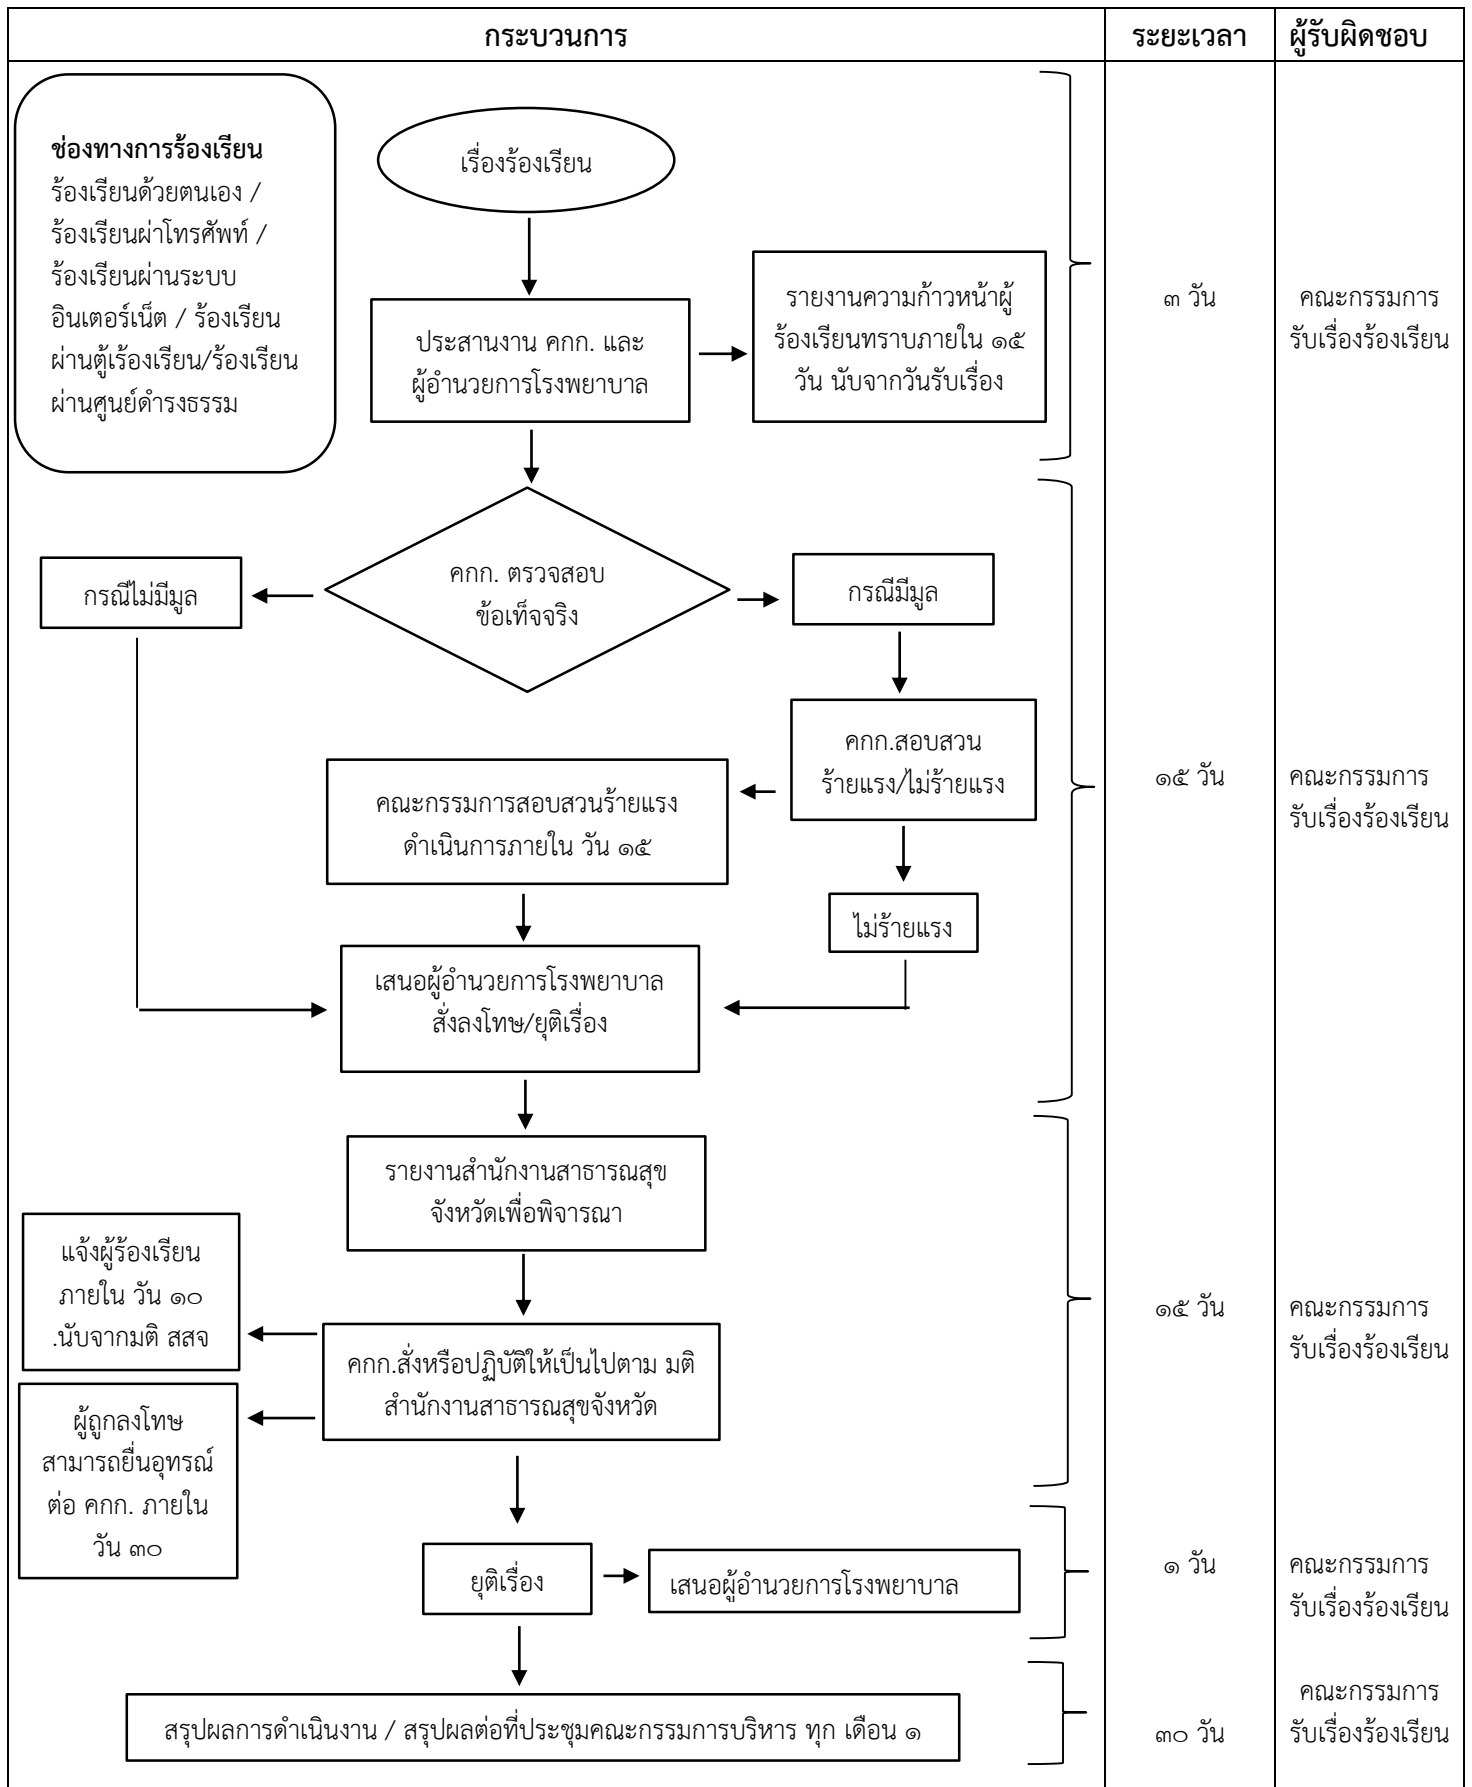 กระบวนการ
ระยะเวลา
ผู้รับผิดชอบ
ช่องทางการร้องเรียน
ร้องเรียนด้วยตนเอง /
ร้องเรียนผ่าโทรศัพท์ /
ร้องเรียนผ่านระบบ
อินเตอร์เน็ต / ร้องเรียน
ผ่านตู้เร้องเรียน/ร้องเรียน
ผ่านศูนย์ดำรงธรรม
เรื่องร้องเรียน
ประสานงาน คกก. และ
ผู้อำนวยการโรงพยาบาล
รายงานความก้าวหน้าผู้
ร้องเรียนทราบภายใน ๑๕
วัน นับจากวันรับเรื่อง
๓ วัน
คณะกรรมการ
รับเรื่องร้องเรียน
กรณีไม่มีมูล
คกก. ตรวจสอบ
ข้อเท็จจริง
กรณีมีมูล
คกก.สอบสวน
ร้ายแรง/ไม่ร้ายแรง
คณะกรรมการสอบสวนร้ายแรง
ดำเนินการภายใน วัน ๑๕
ไม่ร้ายแรง
เสนอผู้อำนวยการโรงพยาบาล
สั่งลงโทษ/ยุติเรื่อง
๑๕ วัน
คณะกรรมการ
รับเรื่องร้องเรียน
รายงานสำนักงานสาธารณสุข
จังหวัดเพื่อพิจารณา
แจ้งผู้ร้องเรียน
ภายใน วัน ๑๐
.นับจากมติ สสจ
คกก.สั่งหรือปฏิบัติให้เป็นไปตาม มติ
สำนักงานสาธารณสุขจังหวัด
ผู้ถูกลงโทษ
สามารถยื่นอุทรณ์
ต่อ คกก. ภายใน
วัน ๓๐
๑๕ วัน
คณะกรรมการ
รับเรื่องร้องเรียน
ยุติเรื่อง
เสนอผู้อำนวยการโรงพยาบาล
๑ วัน
คณะกรรมการ
รับเรื่องร้องเรียน
สรุปผลการดำเนินงาน / สรุปผลต่อที่ประชุมคณะกรรมการบริหาร ทุก เดือน ๑
๓๐ วัน
คณะกรรมการ
รับเรื่องร้องเรียน